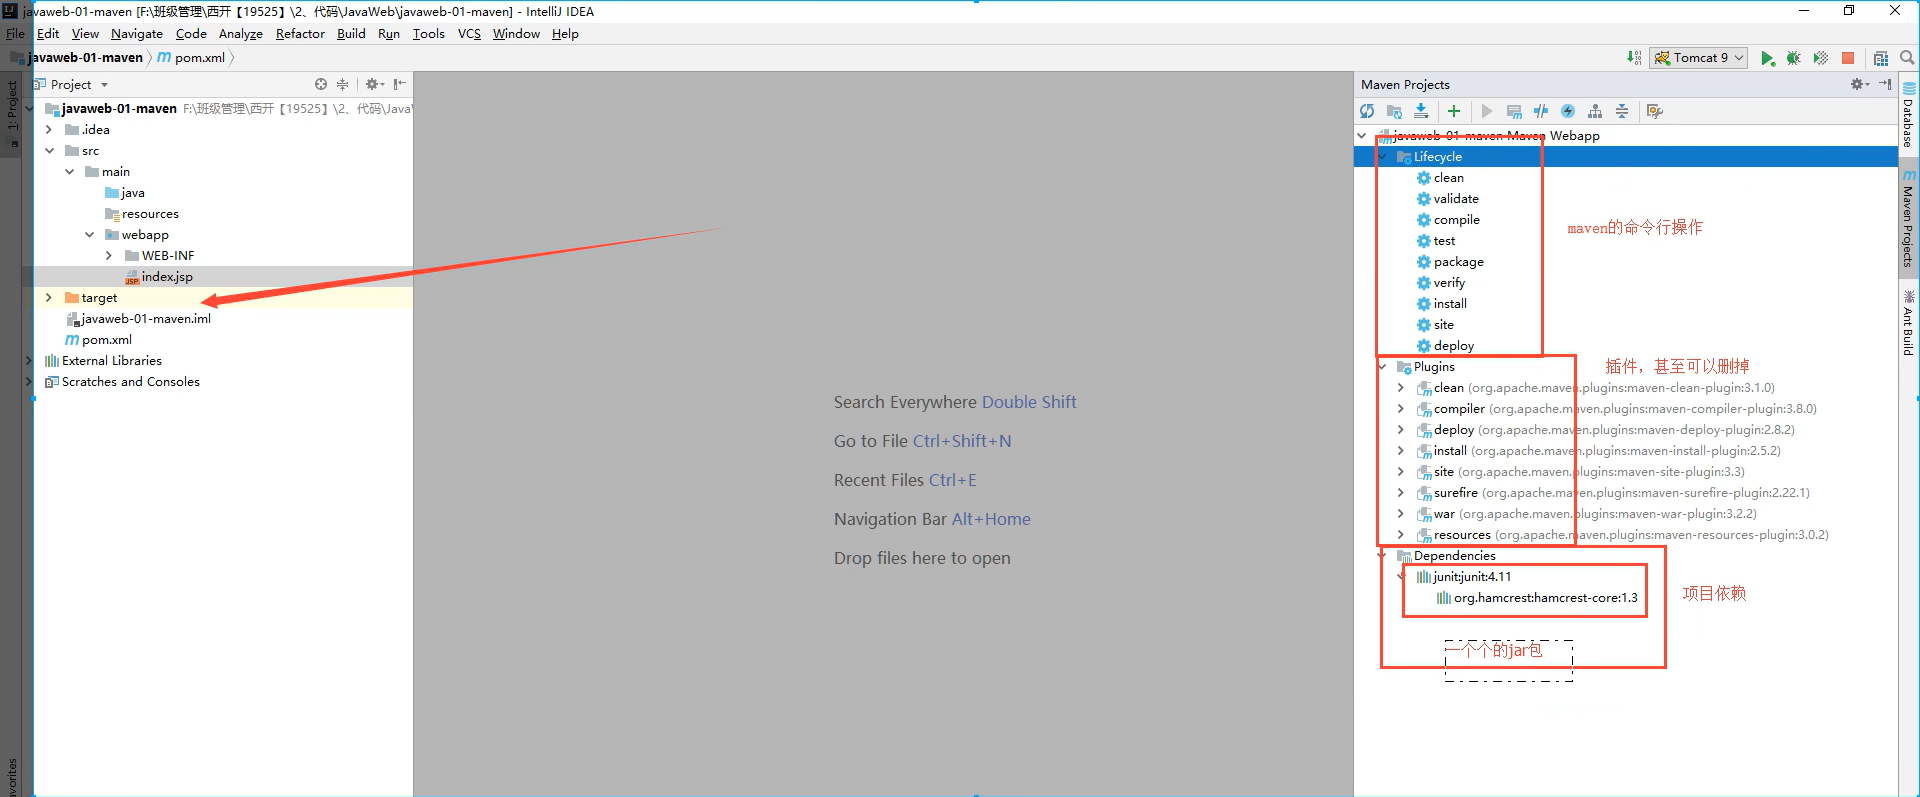 javaweb-01-maven [F:\班级管理\西开【19525】\2、代码\JavaWeb\javaweb-01-maven] - IntelliJ IDEA
File Edit View Navigate Code Analyze Refactor Build Run Tools VCS Window Help
javaweb-01-maven pom.xml
Tomcat 9
1: Project
Project
javaweb-01-maven F:\班级管理\西开【19525】\2、代码\Java\
.idea
src
main
java
resources
webapp
WEB-INF
index.jsp
target
javaweb-01-maven.iml
pom.xml
External Libraries
Scratches and Consoles
avorites
Search Everywhere Double Shift
Go to File Ctrl+Shift+N
Recent Files Ctrl+E
Navigation Bar Alt+Home
Drop files here to open
Maven Projects
javaweb-01-maven Maven Webapp
Lifecycle
clean
validate
compile
test
package
verify
install
site
deploy
maven的命令行操作
Plugins
插件，甚至可以删掉
clean (org.apache.maven.plugins:maven-clean-plugin:3.1.0)
compiler (org.apache.maven.plugins:maven-compiler-plugin:3.8.0)
deploy (org.apache.maven.plugins:maven-deploy-plugin:2.8.2)
install (org.apache.maven.plugins:maven-install-plugin:2.5.2)
site (org.apache.maven.plugins:maven-site-plugin:3.3)
surefire (org.apache.maven.plugins:maven-surefire-plugin:2.22.1)
war (org.apache.maven.plugins:maven-war-plugin:3.2.2)
resources (org.apache.maven.plugins:maven-resources-plugin:3.0.2)
Dependencies
junit:junit:4.11
org.hamcrest:hamcrest-core:1.3
项目依赖
一个个的jar包
Database
Maven Projects
Ant Build